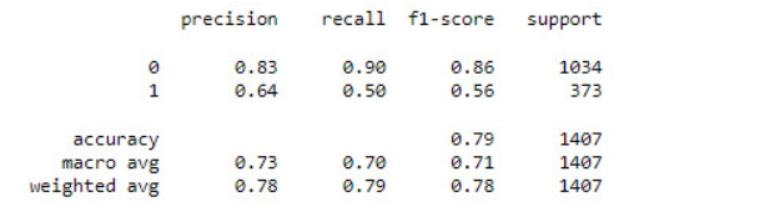 precision recall f1-score support
0 0.83 0.90 0.86 1034
1 0.64 0.50 0.56 373
accuracy 0.79 1407
macro avg 0.73 0.70 0.71 1407
weighted avg 0.78 0.79 0.78 1407